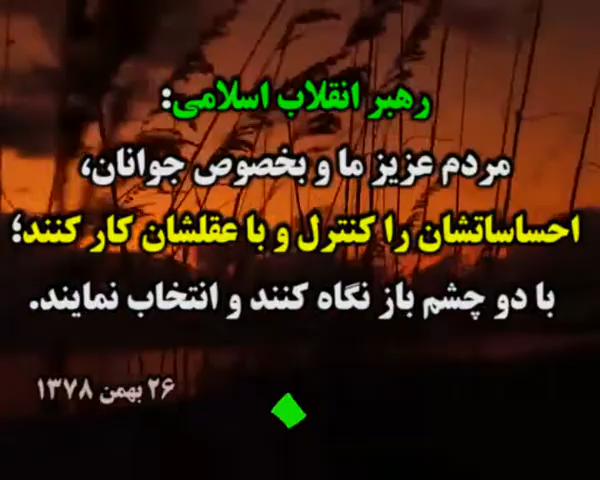 رهبر انقلاب اسلامی:
مردم عزیز ما و بخصوص جوانان،
احساساتشان را کنترل و با عقلشان کار کنند؛
با دو چشم باز نگاه کنند و انتخاب نمایند.
۲۶ بهمن ۱۳۷۸